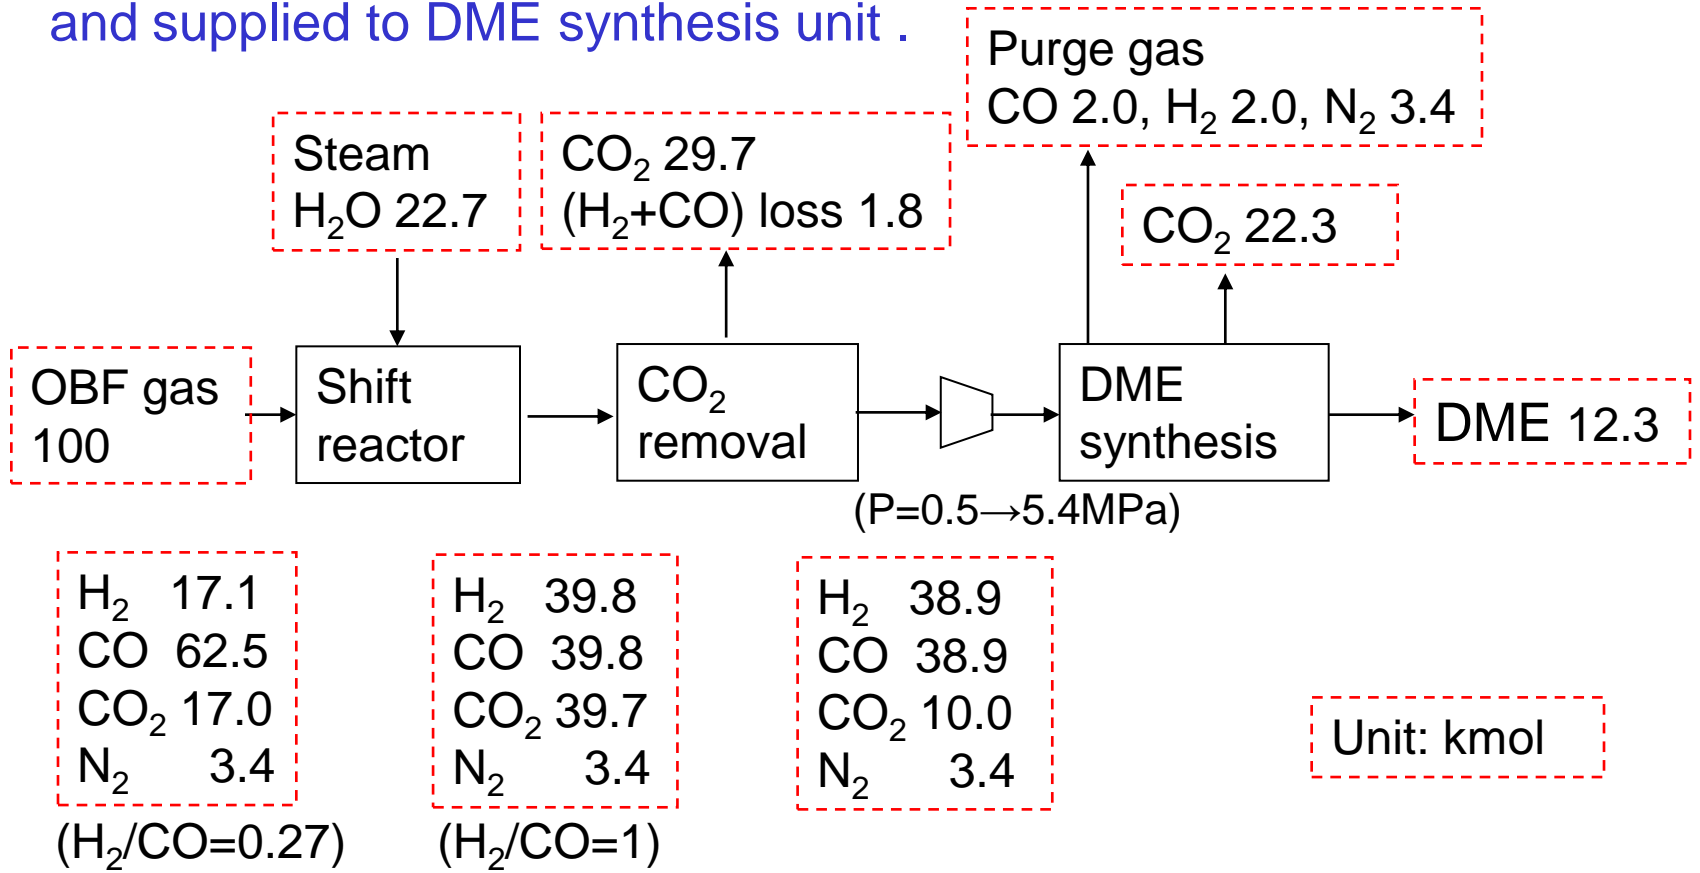 and supplied to DME synthesis unit .
Purge gas
CO 2.0, H₂ 2.0, N₂ 3.4
Steam
H₂O 22.7
CO₂ 29.7
(H₂+CO) loss 1.8
CO₂ 22.3
OBF gas
100
Shift
reactor
CO₂
removal
DME
synthesis
DME 12.3
(P=0.5→5.4MPa)
H₂ 17.1
CO 62.5
CO₂ 17.0
N₂ 3.4
(H₂/CO=0.27)
H₂ 39.8
CO 39.8
CO₂ 39.7
N₂ 3.4
(H₂/CO=1)
H₂ 38.9
CO 38.9
CO₂ 10.0
N₂ 3.4
Unit: kmol